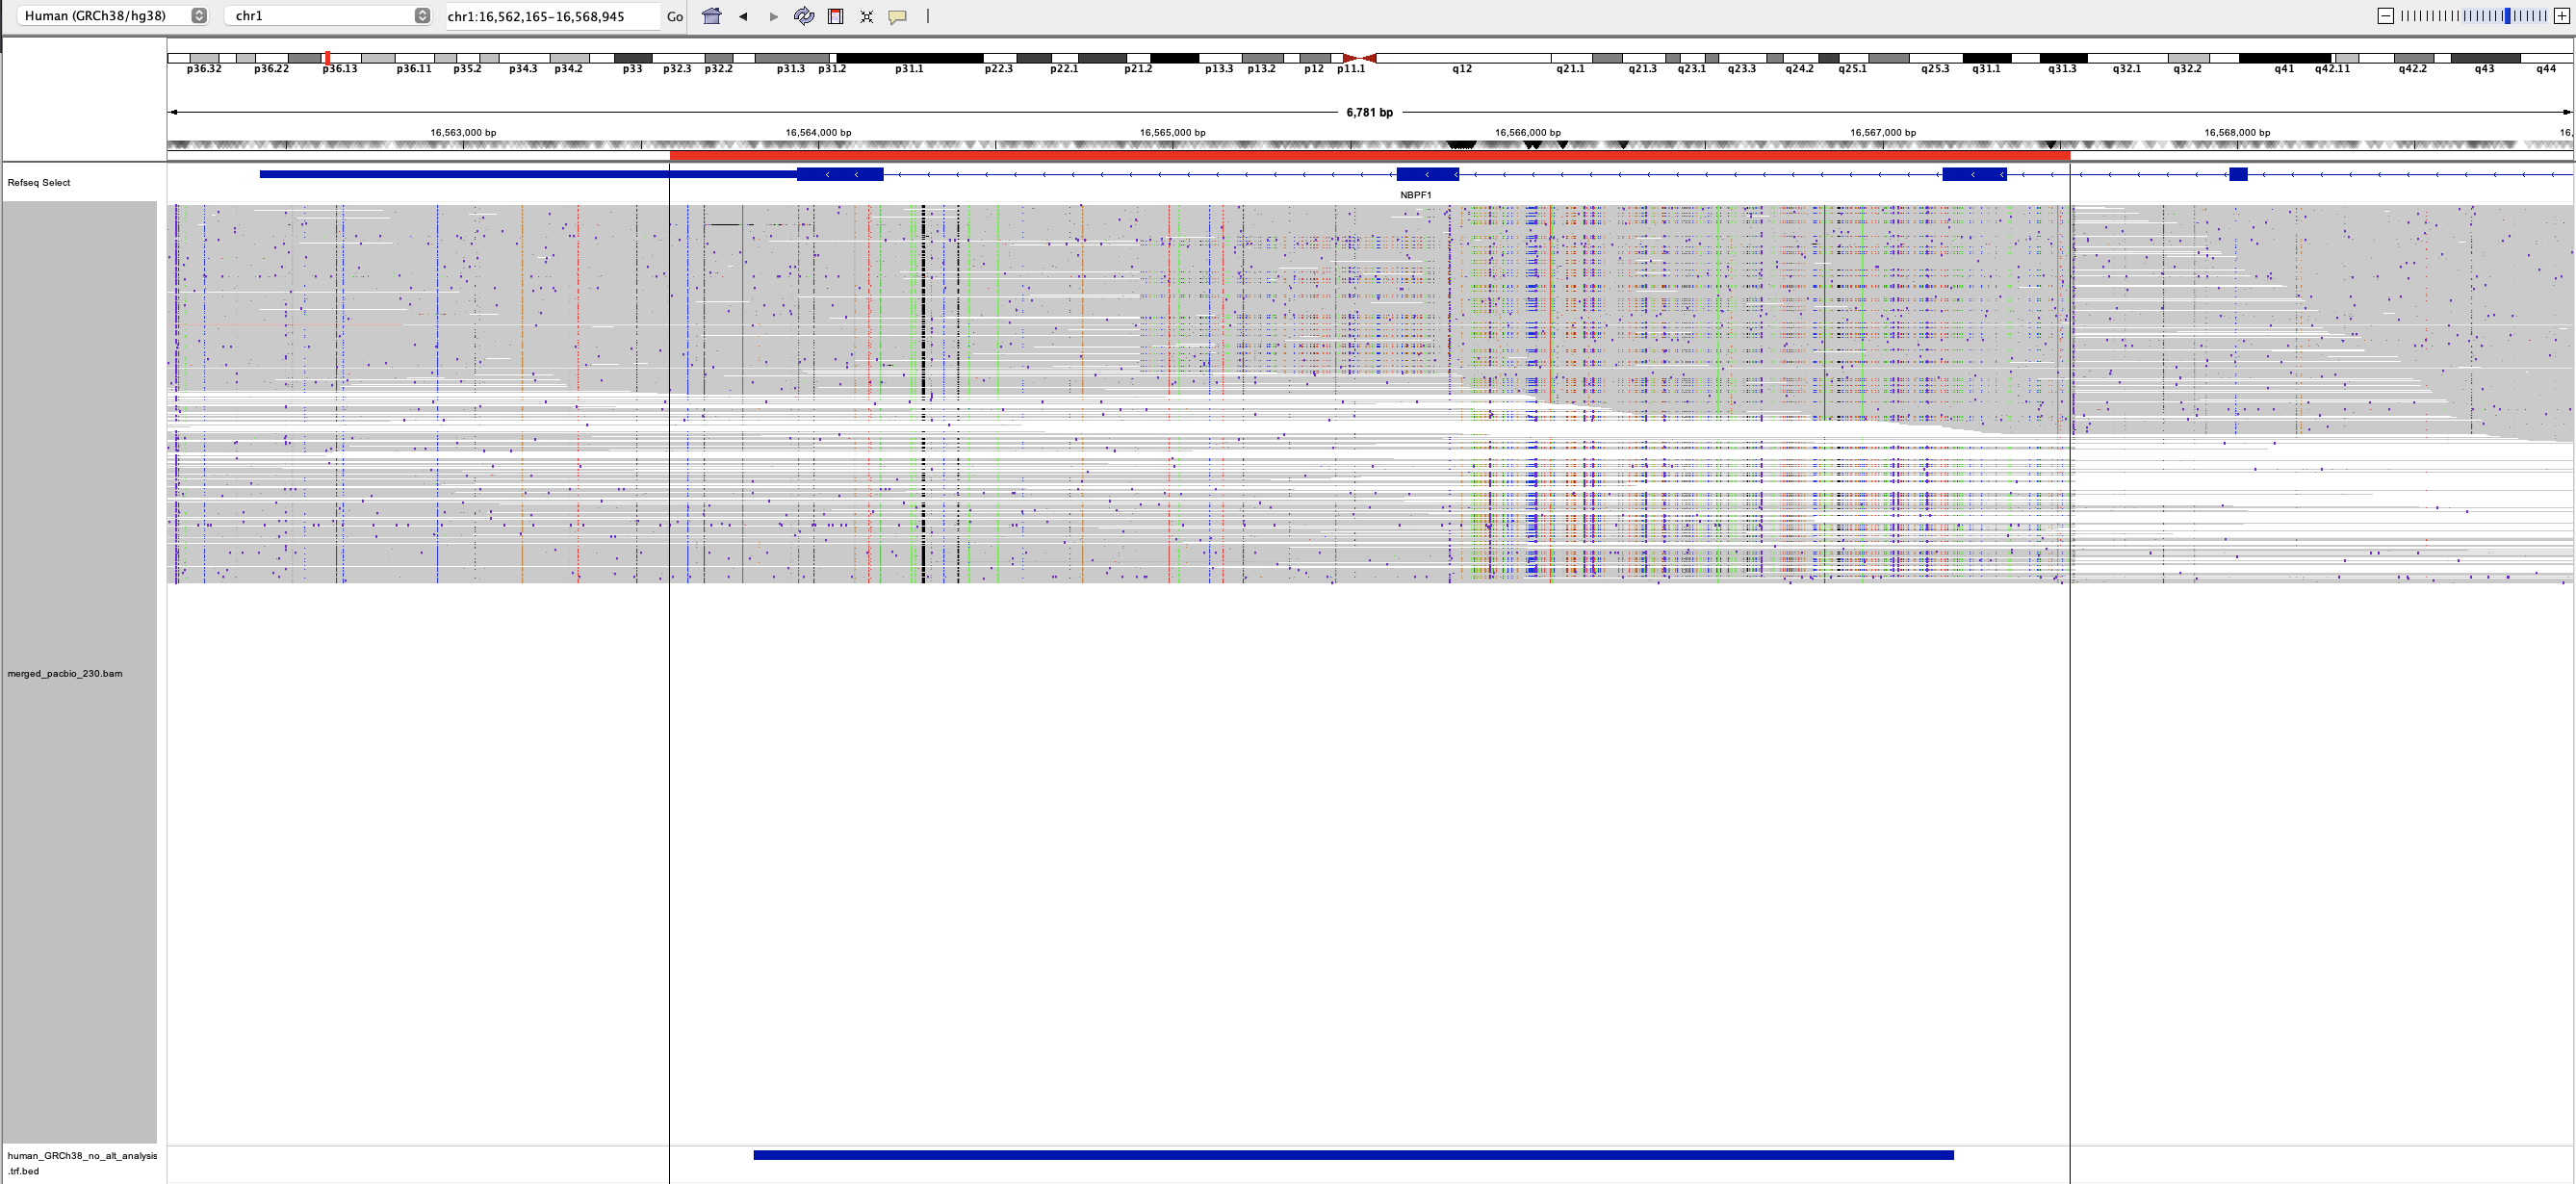 Human (GRCh38/hg38) chr1 chr1:16,562,165-16,568,945 Go
p36.32 p36.22 p36.13 p36.11 p35.2 p34.3 p34.2 p33 p32.3 p32.2 p31.3 p31.2 p31.1 p22.3 p22.1 p21.2 p13.3 p13.2 p12 p11.1 q12 q21.1 q21.3 q23.1 q23.3 q24.2 q25.1 q25.3 q31.1 q31.3 q32.1 q32.2 q41 q42.11 q42.2 q43 q44
6,781 bp
16,563,000 bp 16,564,000 bp 16,565,000 bp 16,566,000 bp 16,567,000 bp 16,568,000 bp 16,
Refseq Select
NBPF1
merged_pacbio_230.bam
human_GRCh38_no_alt_analysis
.trf.bed